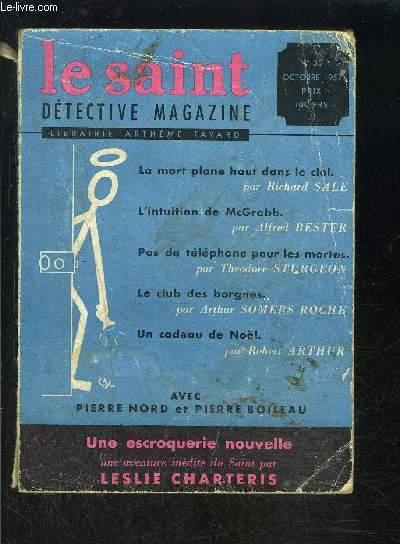 le saint
DÉTECTIVE MAGAZINE
LIBRAIRIE ARTHÈME FAYARD
N° 32
OCTOBRE 1957
PRIX
100 FRS
La mort plane haut dans le ciel.
par Richard SALE
L'intuition de McGrabb.
par Alfred BESTER
Pas de téléphone pour les mortes.
par Theodore STURGEON
Le club des borgnes.
par Arthur SOMERS ROCHE
Un cadeau de Noël.
par Robert ARTHUR
AVEC
PIERRE NORD et PIERRE BOILEAU
Une escroquerie nouvelle
une aventure inédite du Saint par
LESLIE CHARTERIS